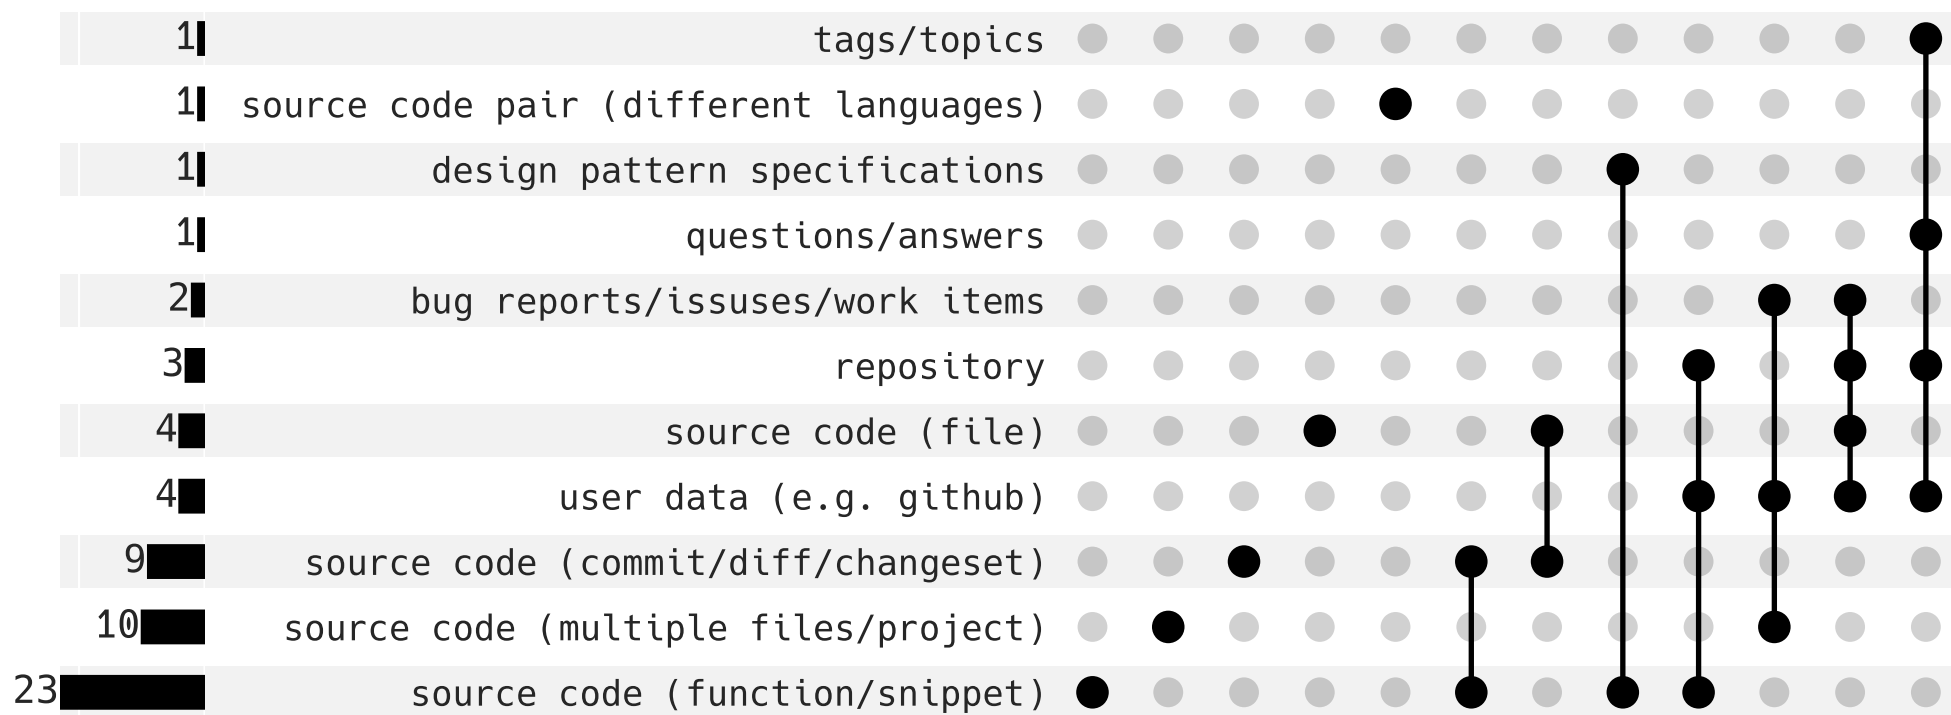 1 tags/topics
1 source code pair (different languages)
1 design pattern specifications
1 questions/answers
2 bug reports/issuses/work items
3 repository
4 source code (file)
4 user data (e.g. github)
9 source code (commit/diff/changeset)
10 source code (multiple files/project)
23 source code (function/snippet)